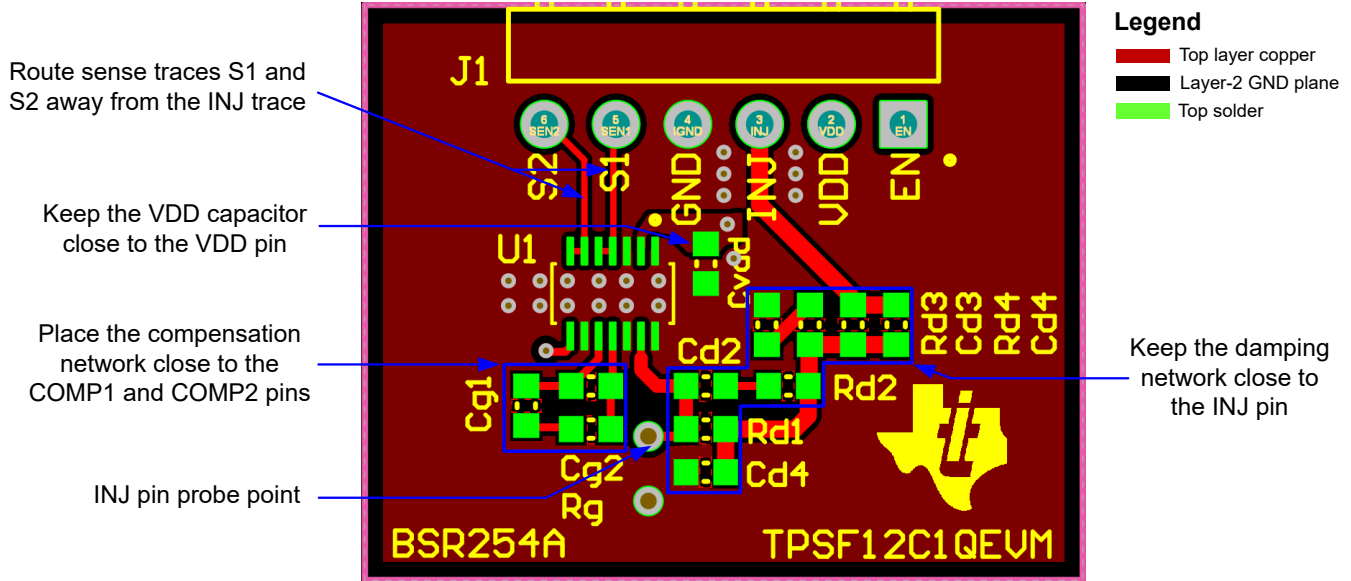 Legend
Top layer copper
Layer-2 GND plane
Top solder
Route sense traces S1 and
S2 away from the INJ trace
Keep the VDD capacitor
close to the VDD pin
Place the compensation
network close to the
COMP1 and COMP2 pins
INJ pin probe point
Keep the damping
network close to
the INJ pin
J1
6
SEN2
5
SEN1
4
IGND
3
INJ
2
VDD
1
EN
S2
S1
GND
INJ
VDD
EN
U1
Cvdd
Rd3
Cd3
Rd4
Cd4
Cd2
Rd2
Cg1
Rd1
Cg2
Cd4
Rg
BSR254A
TPSF12C1QEVM